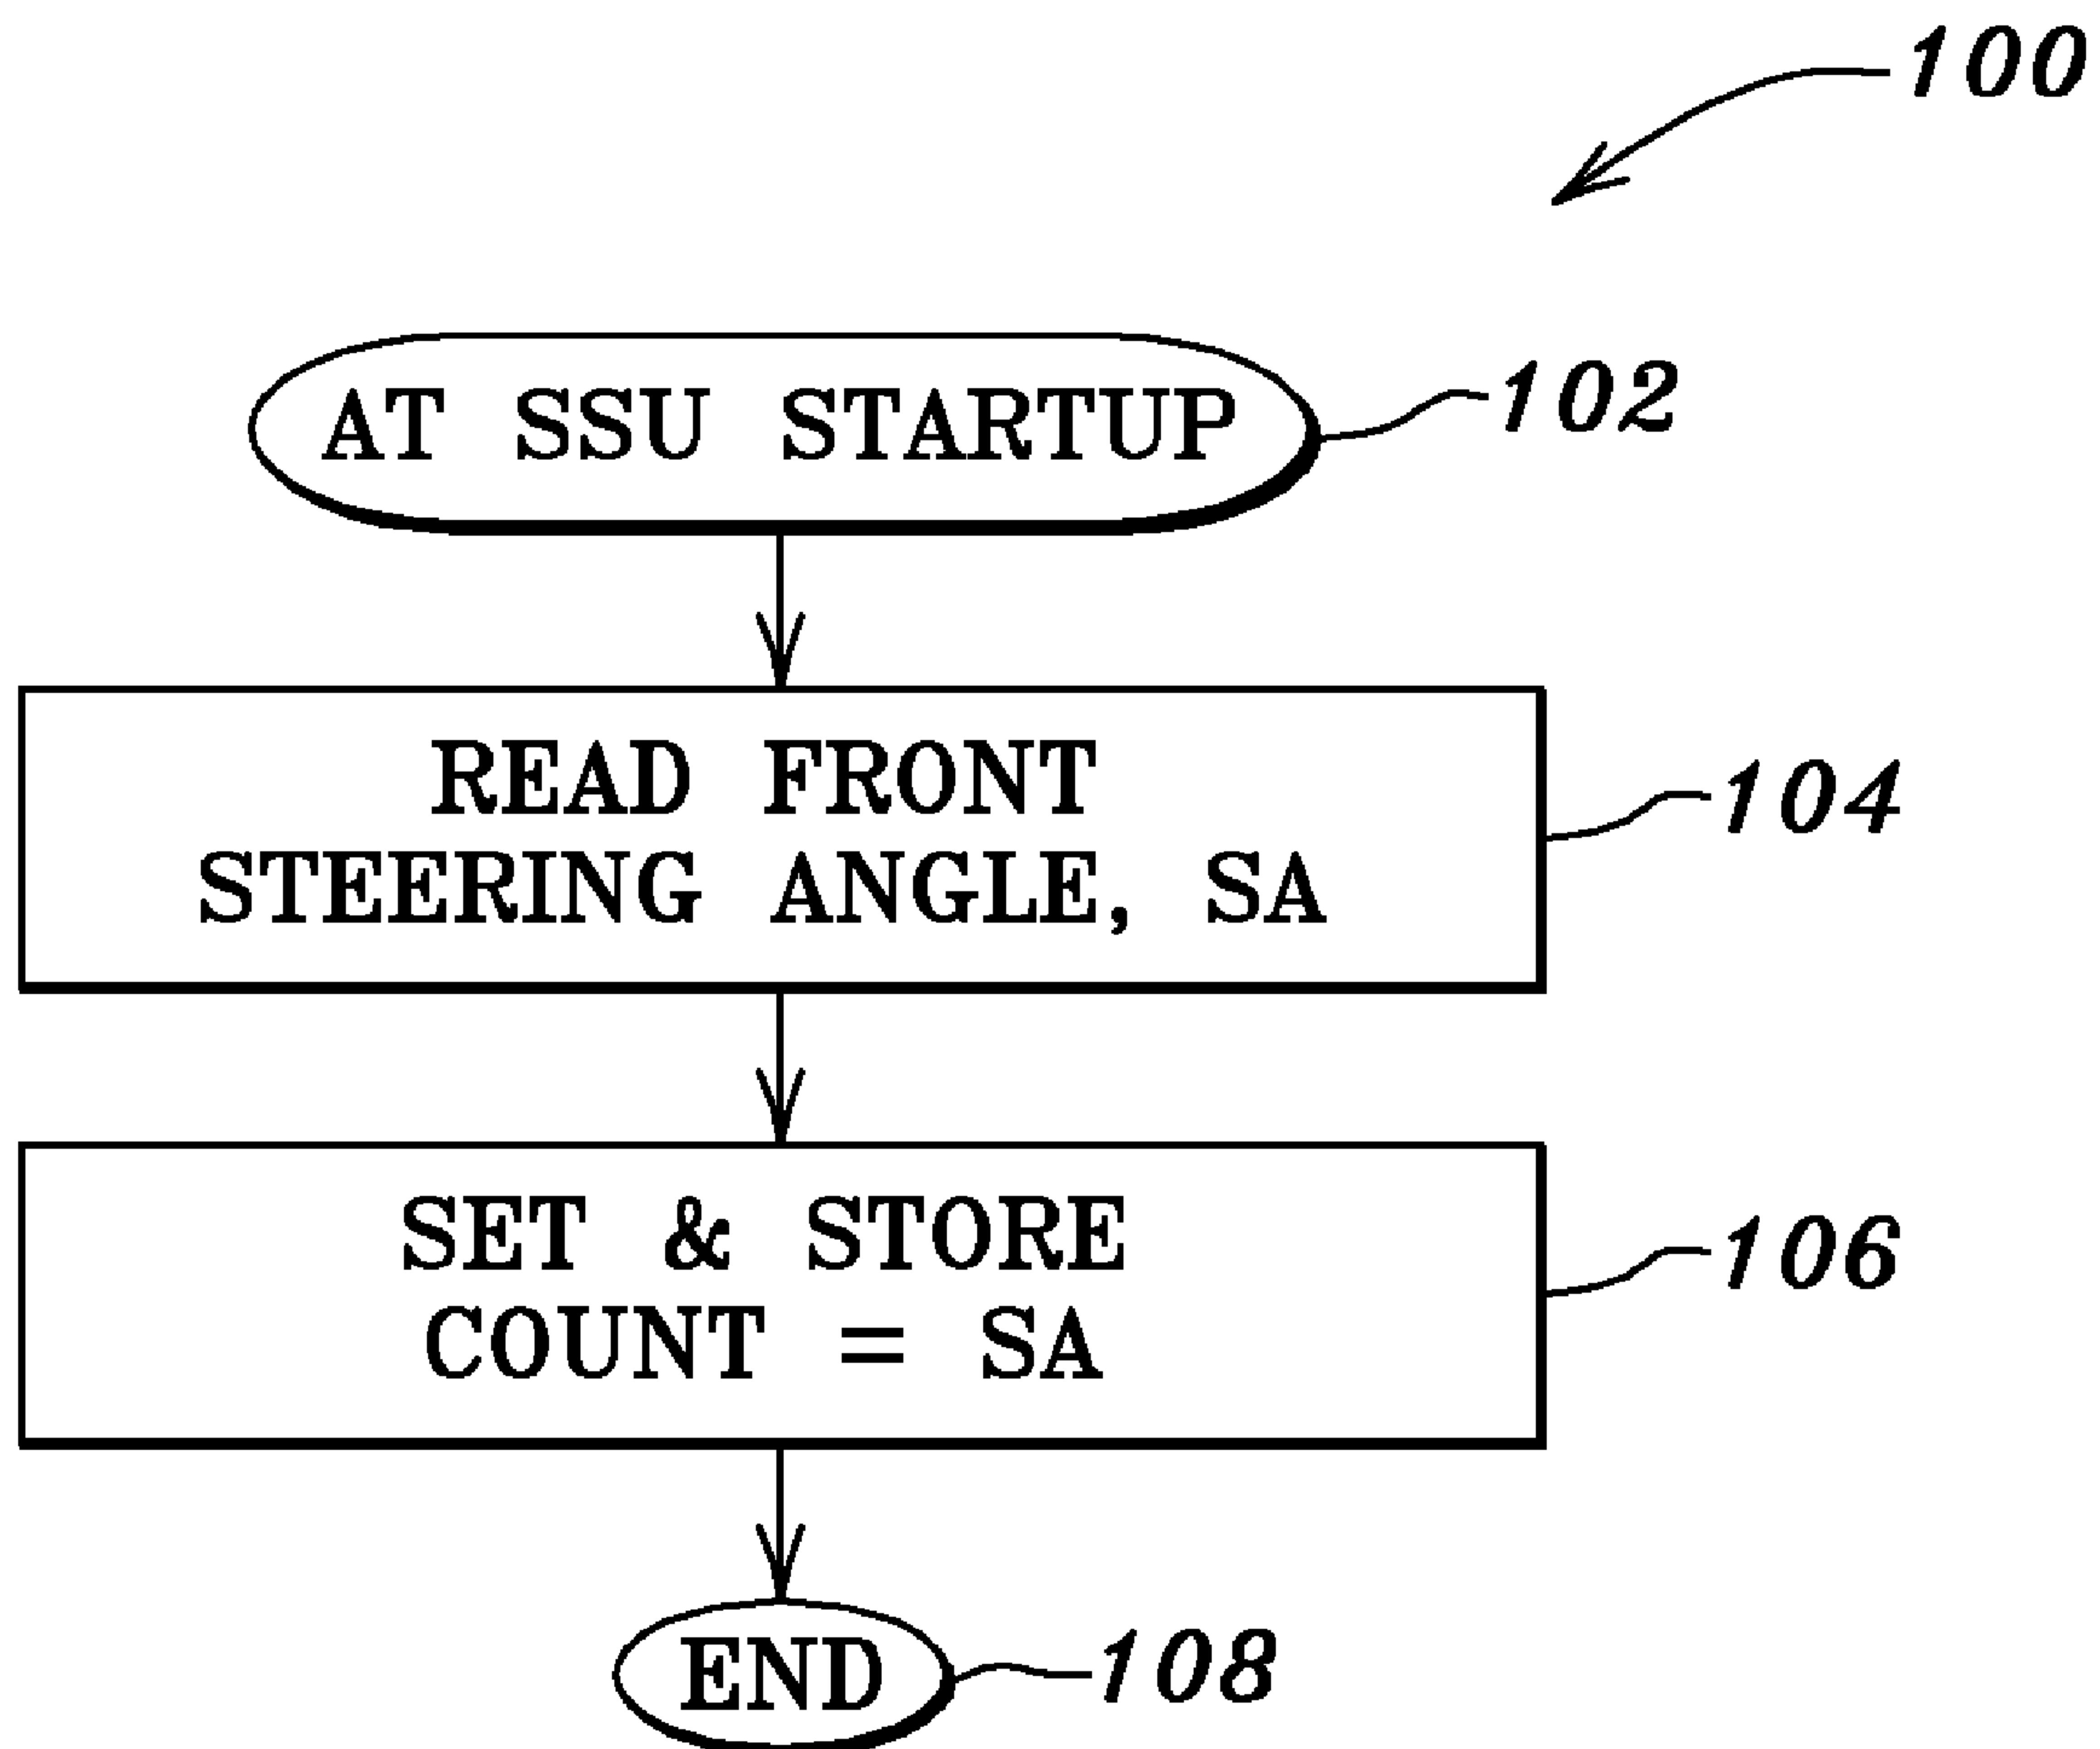 100
AT SSU STARTUP
102
READ FRONT
STEERING ANGLE, SA
104
SET & STORE
COUNT = SA
106
END
108